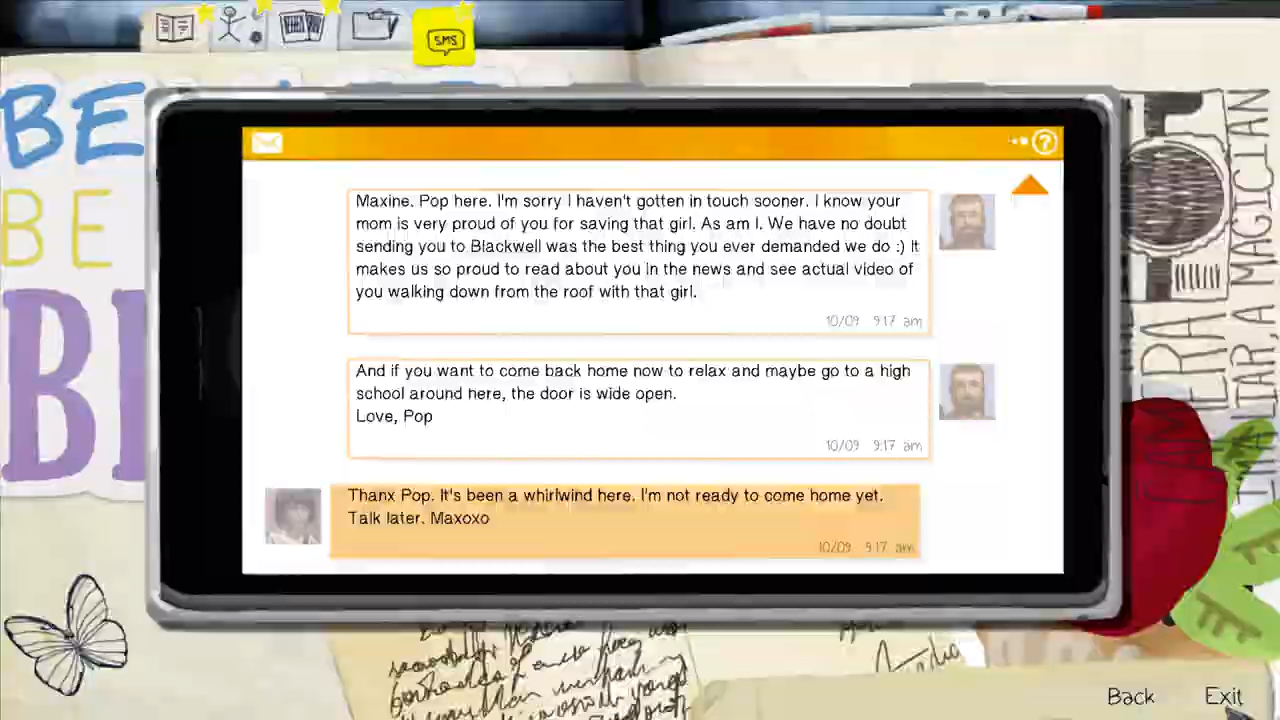 SMS
BE
BE
Maxine. Pop here. I'm sorry I haven't gotten in touch sooner. I know your
mom is very proud of you for saving that girl. As am I. We have no doubt
sending you to Blackwell was the best thing you ever demanded we do :) It
makes us so proud to read about you in the news and see actual video of
you walking down from the roof with that girl.
10/09 9:17 am
And if you want to come back home now to relax and maybe go to a high
school around here, the door is wide open.
Love, Pop
10/09 9:17 am
Thanx Pop. It's been a whirlwind here. I'm not ready to come home yet.
Talk later. Maxoxo
10/09 9:17 am
A MAGICIAN
Back Exit